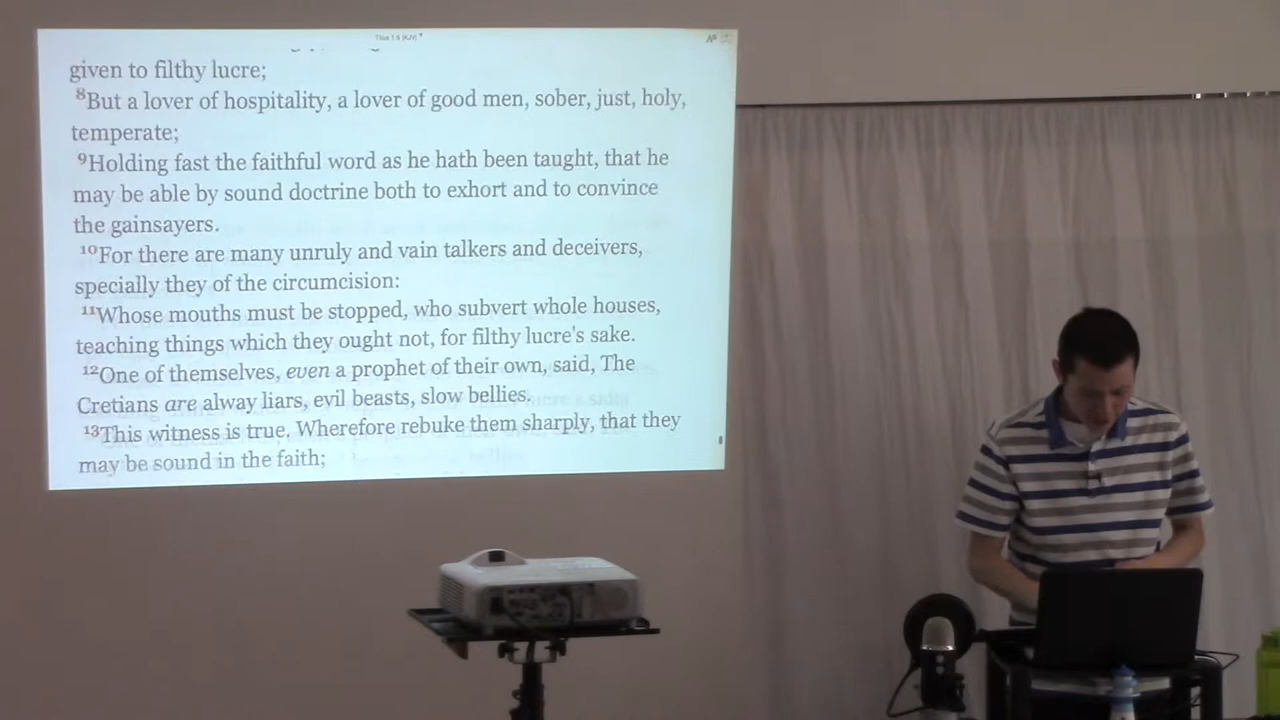 Titus 1:6 (KJV)
given to filthy lucre;
⁸But a lover of hospitality, a lover of good men, sober, just, holy,
temperate;
⁹Holding fast the faithful word as he hath been taught, that he
may be able by sound doctrine both to exhort and to convince
the gainsayers.
¹⁰For there are many unruly and vain talkers and deceivers,
specially they of the circumcision:
¹¹Whose mouths must be stopped, who subvert whole houses,
teaching things which they ought not, for filthy lucre's sake.
¹²One of themselves, even a prophet of their own, said, The
Cretians are alway liars, evil beasts, slow bellies.
¹³This witness is true. Wherefore rebuke them sharply, that they
may be sound in the faith;